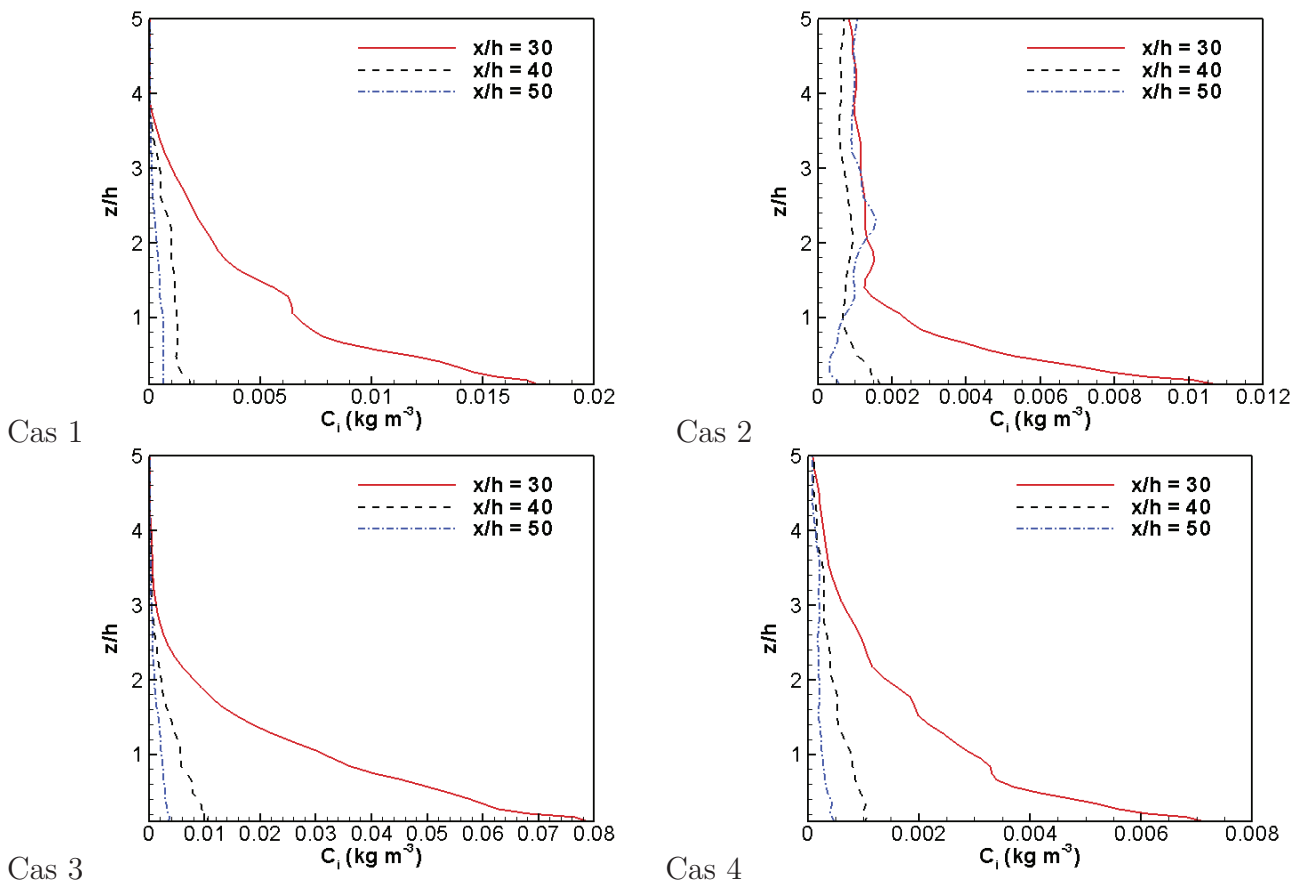 5
4
3
2
1
z/h
x/h = 30
x/h = 40
x/h = 50
0 0.005 0.01 0.015 0.02
C_i (kg m⁻³)
Cas 1
5
4
3
2
1
z/h
x/h = 30
x/h = 40
x/h = 50
0 0.002 0.004 0.006 0.008 0.01 0.012
C_i (kg m⁻³)
Cas 2
5
4
3
2
1
z/h
x/h = 30
x/h = 40
x/h = 50
0 0.01 0.02 0.03 0.04 0.05 0.06 0.07 0.08
C_i (kg m⁻³)
Cas 3
5
4
3
2
1
z/h
x/h = 30
x/h = 40
x/h = 50
0 0.002 0.004 0.006 0.008
C_i (kg m⁻³)
Cas 4